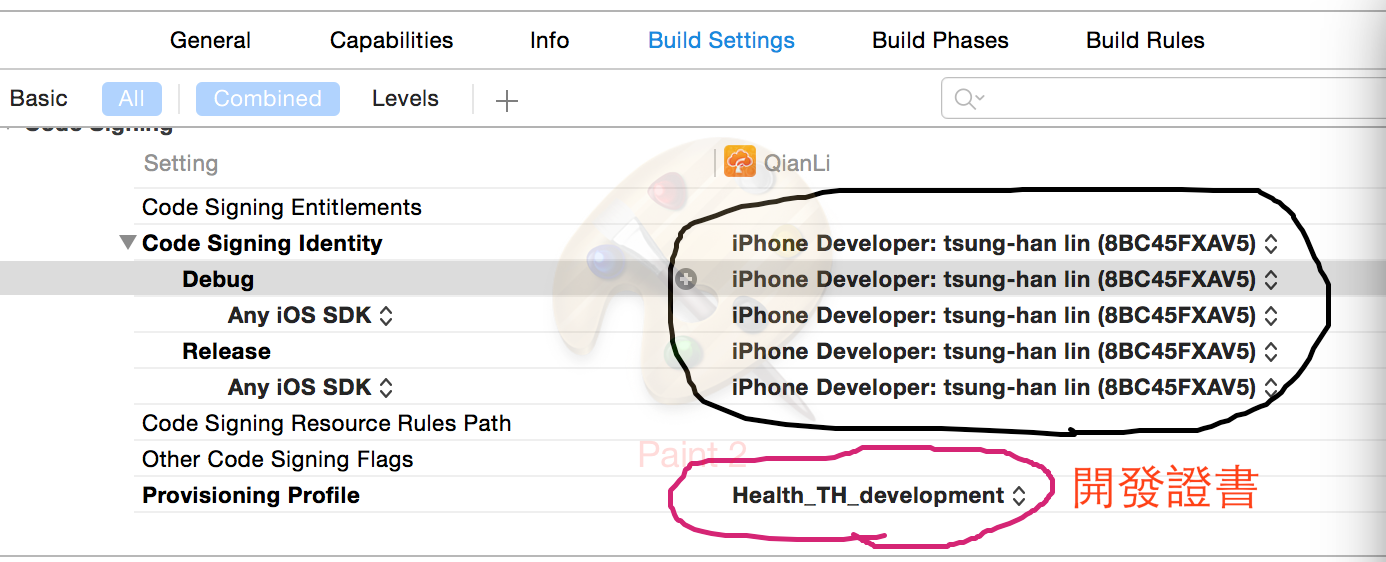 General Capabilities Info Build Settings Build Phases Build Rules
Basic All Combined Levels
Code Signing
Setting QianLi
Code Signing Entitlements
Code Signing Identity iPhone Developer: tsung-han lin (8BC45FXAV5)
Debug iPhone Developer: tsung-han lin (8BC45FXAV5)
Any iOS SDK iPhone Developer: tsung-han lin (8BC45FXAV5)
Release iPhone Developer: tsung-han lin (8BC45FXAV5)
Any iOS SDK iPhone Developer: tsung-han lin (8BC45FXAV5)
Code Signing Resource Rules Path
Other Code Signing Flags Paint 2
Provisioning Profile Health_TH_development 開發證書